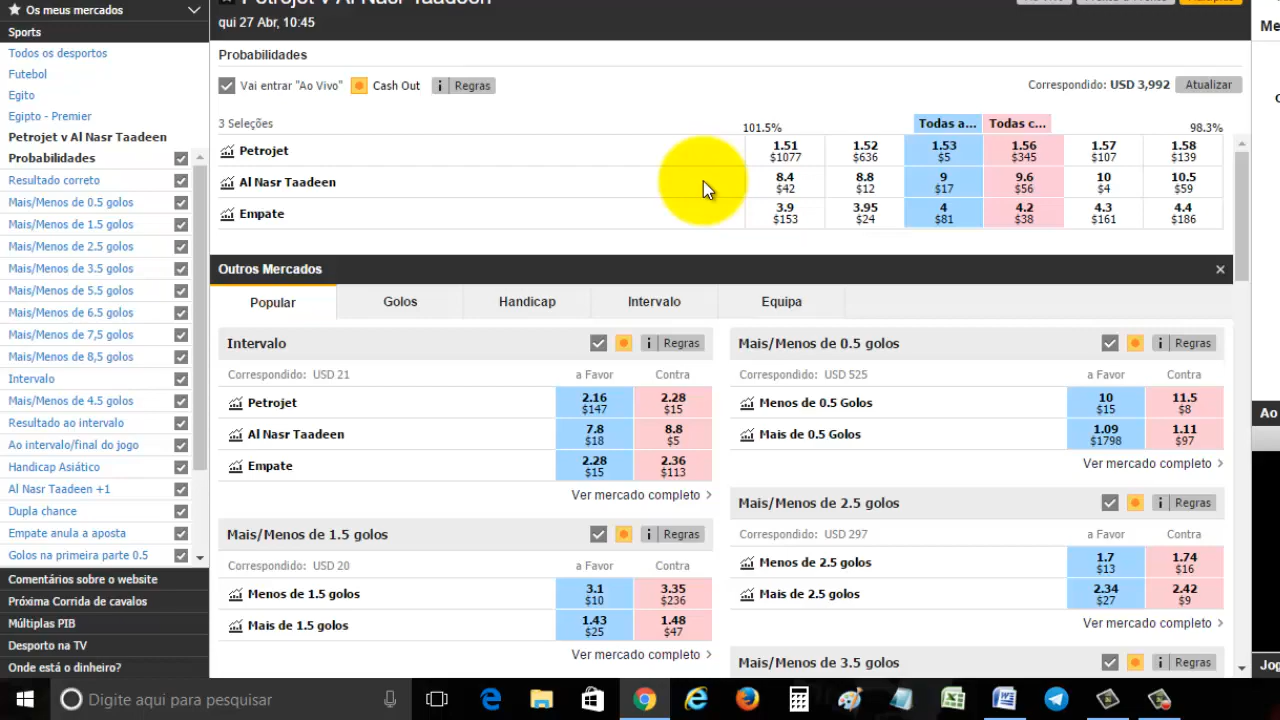 Os meus mercados
Sports
Todos os desportos
Futebol
Egito
Egipto - Premier
Petrojet v Al Nasr Taadeen
Probabilidades
Resultado correto
Mais/Menos de 0.5 golos
Mais/Menos de 1.5 golos
Mais/Menos de 2.5 golos
Mais/Menos de 3.5 golos
Mais/Menos de 5.5 golos
Mais/Menos de 6.5 golos
Mais/Menos de 7,5 golos
Mais/Menos de 8,5 golos
Intervalo
Mais/Menos de 4.5 golos
Resultado ao intervalo
Ao intervalo/final do jogo
Handicap Asiático
Al Nasr Taadeen +1
Dupla chance
Empate anula a aposta
Golos na primeira parte 0.5
Comentários sobre o website
Próxima Corrida de cavalos
Múltiplas PIB
Desporto na TV
Onde está o dinheiro?
Petrojet v Al Nasr Taadeen
qui 27 Abr, 10:45
Probabilidades
Vai entrar "Ao Vivo" Cash Out i Regras
Correspondido: USD 3,992 Atualizar
3 Seleções 101.5% Todas a... Todas c... 98.3%
Petrojet 1.51 1.52 1.53 1.56 1.57 1.58
$1077 $636 $5 $345 $107 $139
Al Nasr Taadeen 8.4 8.8 9 9.6 10 10.5
$42 $12 $17 $56 $4 $59
Empate 3.9 3.95 4 4.2 4.3 4.4
$153 $24 $81 $38 $161 $186
Outros Mercados ×
Popular Golos Handicap Intervalo Equipa
Intervalo i Regras
Correspondido: USD 21 a Favor Contra
Petrojet 2.16 2.28
$147 $15
Al Nasr Taadeen 7.8 8.8
$18 $5
Empate 2.28 2.36
$15 $113
Ver mercado completo >
Mais/Menos de 1.5 golos i Regras
Correspondido: USD 20 a Favor Contra
Menos de 1.5 golos 3.1 3.35
$10 $236
Mais de 1.5 golos 1.43 1.48
$25 $47
Ver mercado completo >
Mais/Menos de 0.5 golos i Regras
Correspondido: USD 525 a Favor Contra
Menos de 0.5 Golos 10 11.5
$15 $8
Mais de 0.5 Golos 1.09 1.11
$1798 $97
Ver mercado completo >
Mais/Menos de 2.5 golos i Regras
Correspondido: USD 297 a Favor Contra
Menos de 2.5 golos 1.7 1.74
$13 $16
Mais de 2.5 golos 2.34 2.42
$27 $9
Ver mercado completo >
Mais/Menos de 3.5 golos i Regras
Me
Ao
Jog
Digite aqui para pesquisar